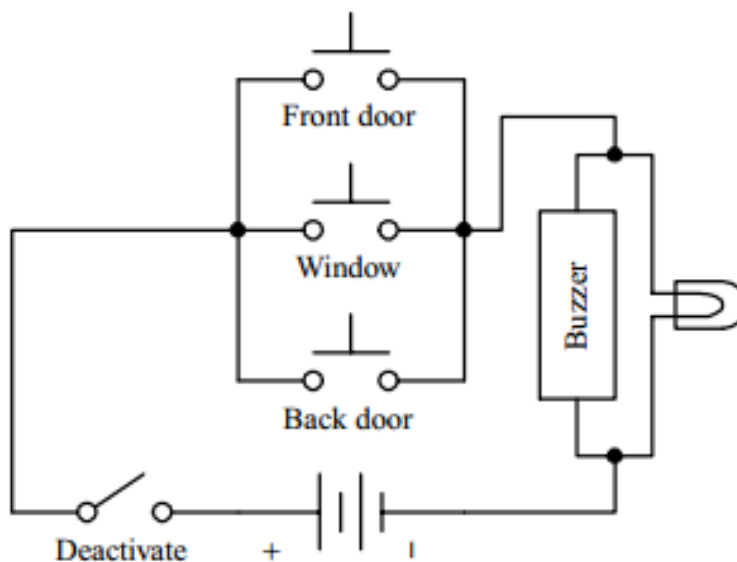 Front door
Window
Buzzer
Back door
Deactivate
+
-